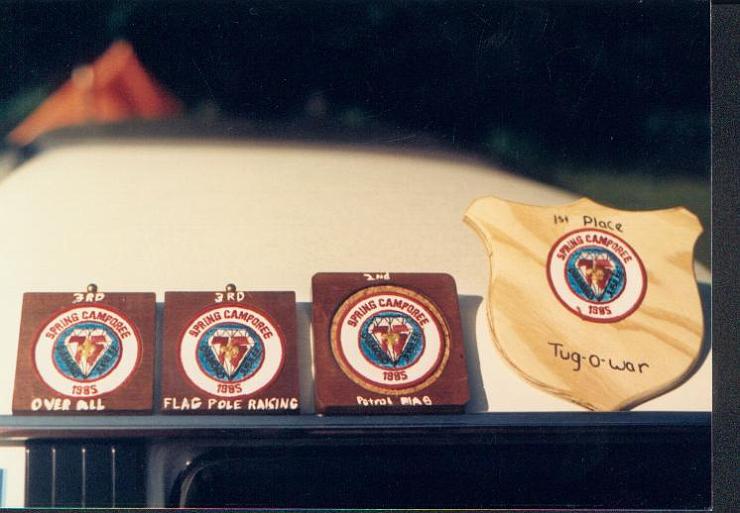 3RD
SPRING CAMPOREE
1985
OVER ALL
3RD
SPRING CAMPOREE
1985
FLAG POLE RAISING
2nd
SPRING CAMPOREE
1985
Patrol
1st Place
SPRING CAMPOREE
1985
Tug-o-war